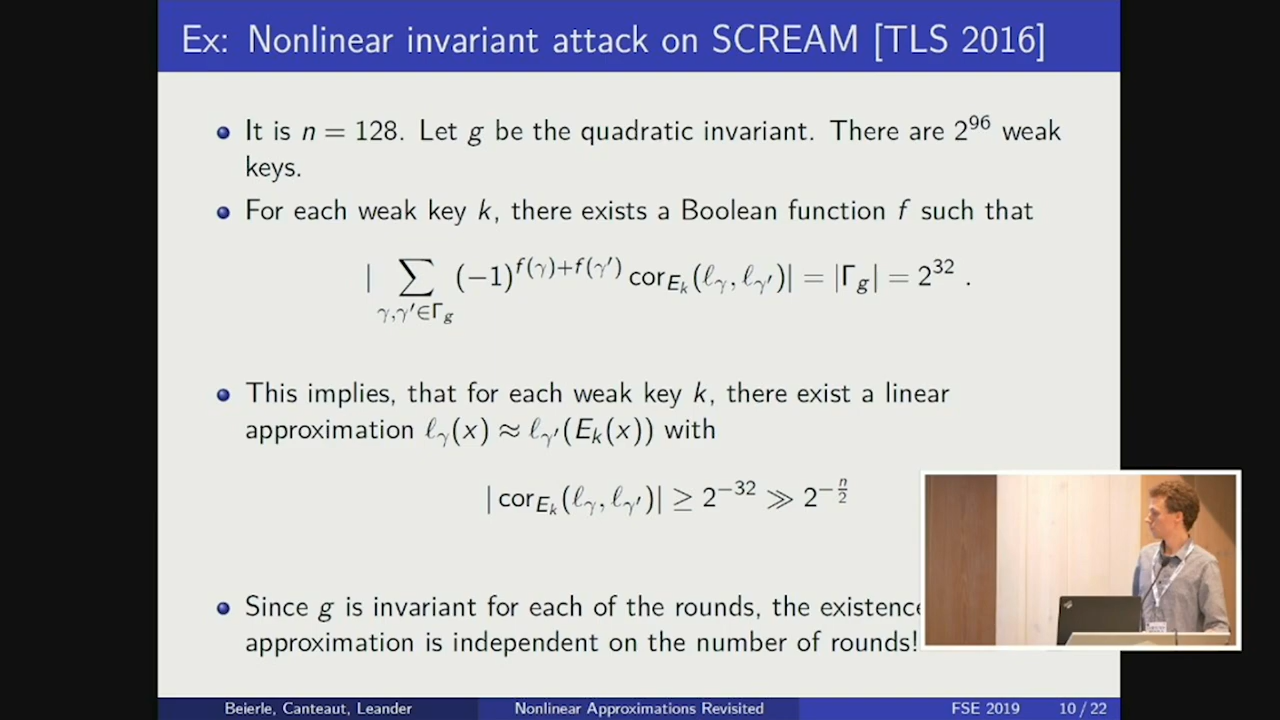 Ex: Nonlinear invariant attack on SCREAM [TLS 2016]
It is n = 128. Let g be the quadratic invariant. There are 2^96 weak
keys.
For each weak key k, there exists a Boolean function f such that
| ∑_{γ,γ′∈Γ_g} (−1)^{f(γ)+f(γ′)} cor_{E_k}(ℓ_γ, ℓ_γ′)| = |Γ_g| = 2^32 .
This implies, that for each weak key k, there exist a linear
approximation ℓ_γ(x) ≈ ℓ_γ′(E_k(x)) with
| cor_{E_k}(ℓ_γ, ℓ_γ′)| ≥ 2^−32 ≫ 2^−n/2
Since g is invariant for each of the rounds, the existence
approximation is independent on the number of rounds!
Beierle, Canteaut, Leander Nonlinear Approximations Revisited FSE 2019 10 / 22